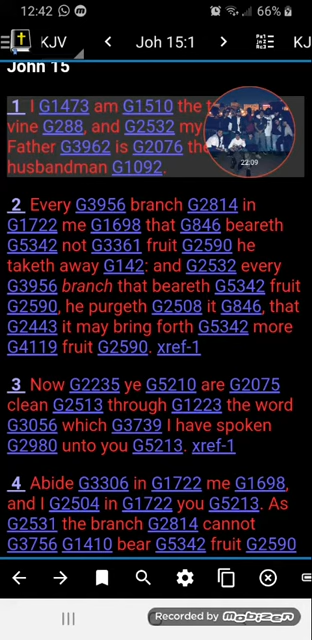 12:42 66%
KJV Joh 15:1 KJ
John 15
1 I G1473 am G1510 the t
vine G288, and G2532 my
Father G3962 is G2076 the
husbandman G1092.
22:09
2 Every G3956 branch G2814 in
G1722 me G1698 that G846 beareth
G5342 not G3361 fruit G2590 he
taketh away G142: and G2532 every
G3956 branch that beareth G5342 fruit
G2590, he purgeth G2508 it G846, that
G2443 it may bring forth G5342 more
G4119 fruit G2590. xref-1
3 Now G2235 ye G5210 are G2075
clean G2513 through G1223 the word
G3056 which G3739 I have spoken
G2980 unto you G5213. xref-1
4 Abide G3306 in G1722 me G1698,
and I G2504 in G1722 you G5213. As
G2531 the branch G2814 cannot
G3756 G1410 bear G5342 fruit G2590
Recorded by mobizen